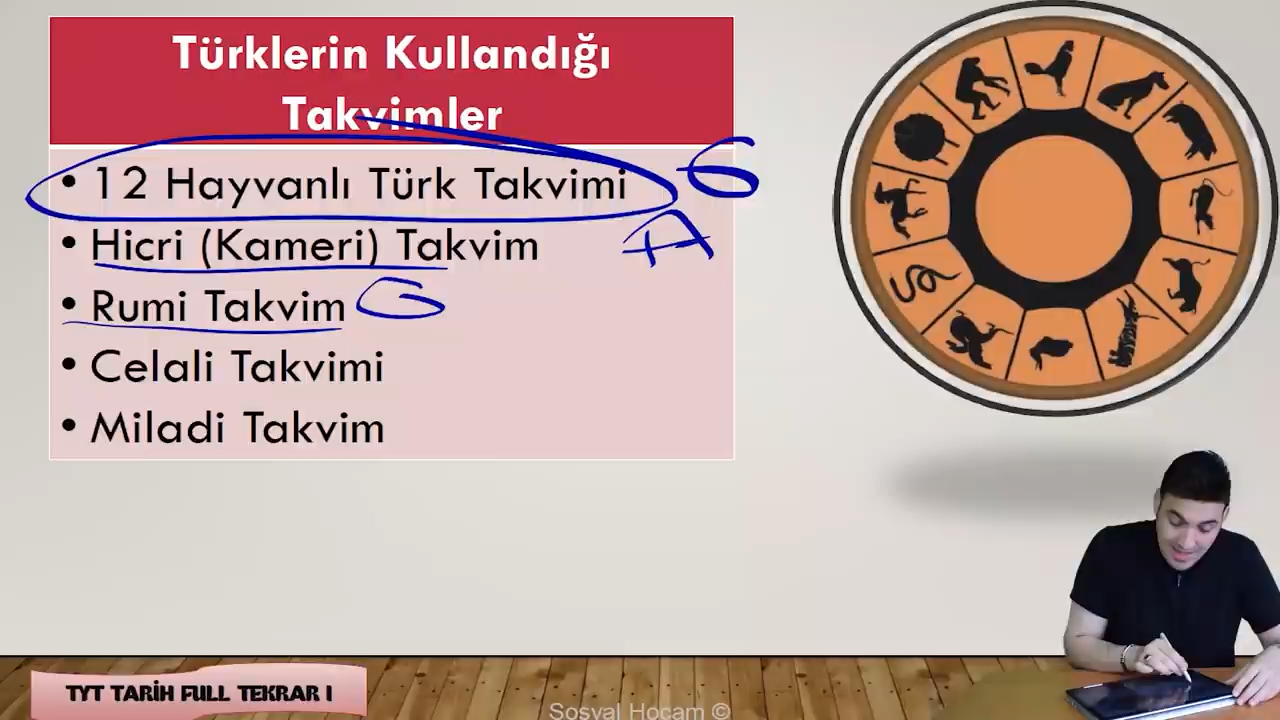 Türklerin Kullandığı
Takvimler
• 12 Hayvanlı Türk Takvimi G
• Hicri (Kameri) Takvim A
• Rumi Takvim G
• Celali Takvimi
• Miladi Takvim
TYT TARİH FULL TEKRAR I
Sosyal Hocam ©